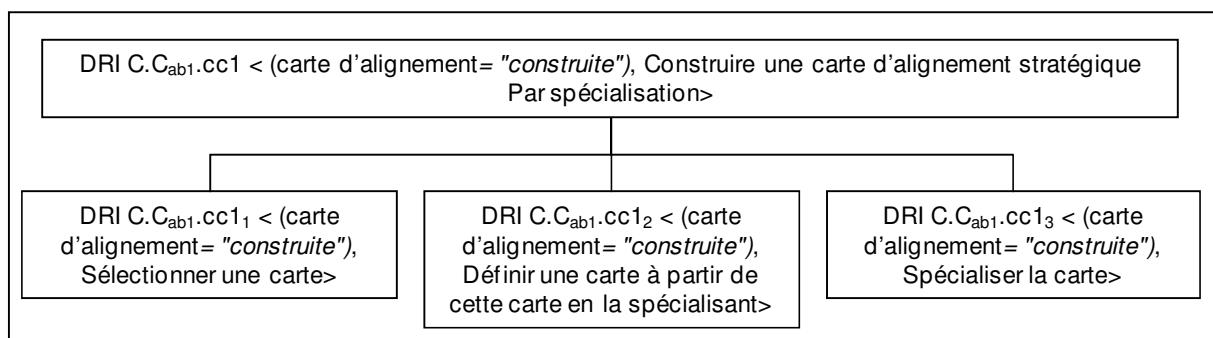 DRI C.Cab1.cc1 < (carte d’alignement= "construite"), Construire une carte d’alignement stratégique
Par spécialisation>
DRI C.Cab1.cc1₁ < (carte
d’alignement= "construite"),
Sélectionner une carte>
DRI C.Cab1.cc1₂ < (carte
d’alignement= "construite"),
Définir une carte à partir de
cette carte en la spécialisant>
DRI C.Cab1.cc1₃ < (carte
d’alignement= "construite"),
Spécialiser la carte>